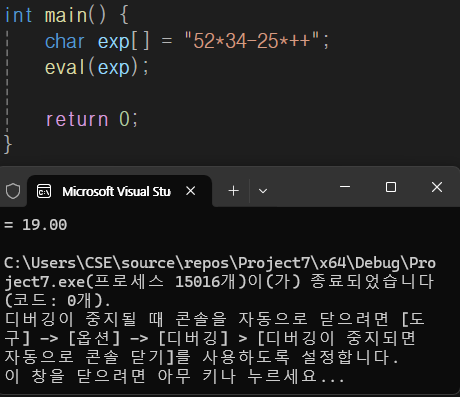 int main() {
char exp[] = "52*34-25*++";
eval(exp);
return 0;
}
Microsoft Visual Stu
= 19.00
C:\Users\CSE\source\repos\Project7\x64\Debug\Pro
ject7.exe(프로세스 15016개)이(가) 종료되었습니다
(코드: 0개).
디버깅이 중지될 때 콘솔을 자동으로 닫으려면 [도
구] -> [옵션] -> [디버깅] > [디버깅이 중지되면
자동으로 콘솔 닫기]를 사용하도록 설정합니다.
이 창을 닫으려면 아무 키나 누르세요...